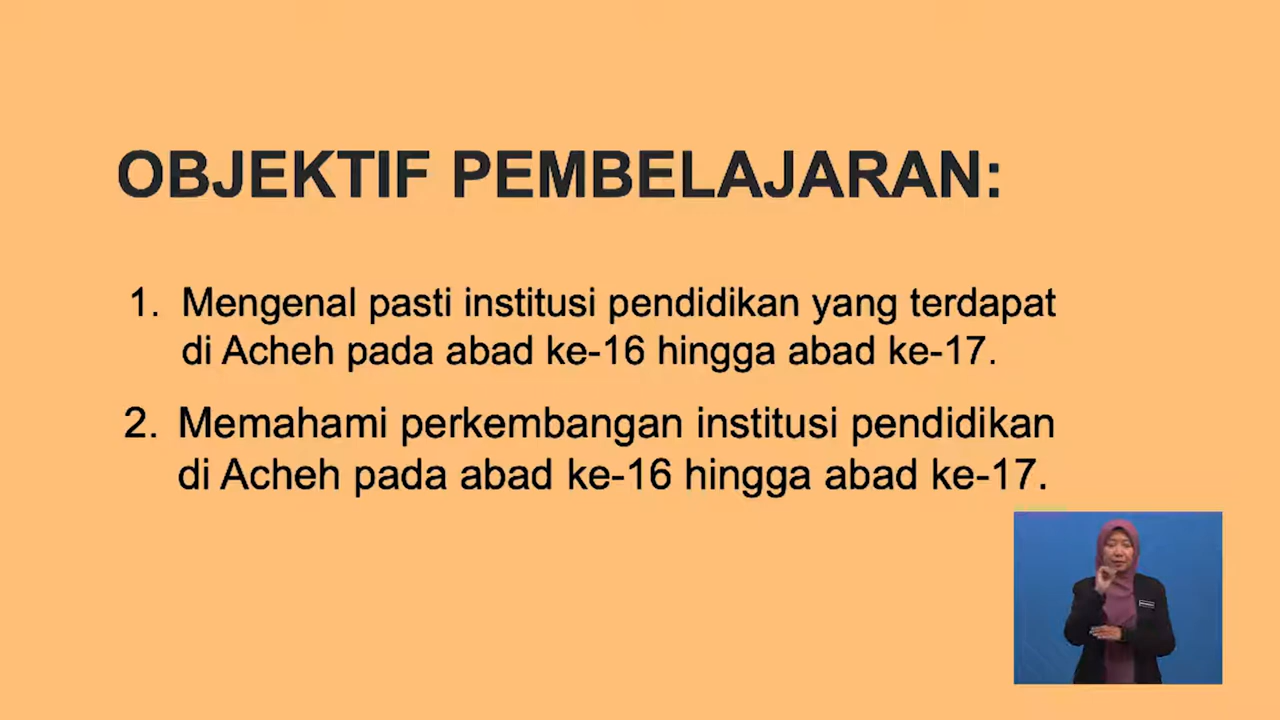 OBJEKTIF PEMBELAJARAN:
1. Mengenal pasti institusi pendidikan yang terdapat
di Acheh pada abad ke-16 hingga abad ke-17.
2. Memahami perkembangan institusi pendidikan
di Acheh pada abad ke-16 hingga abad ke-17.